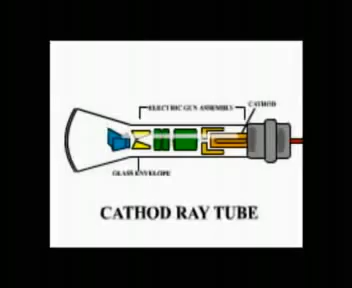 ELECTRIC GUN ASSEMBLY
CATHOD
GLASS ENVELOPE
CATHOD RAY TUBE